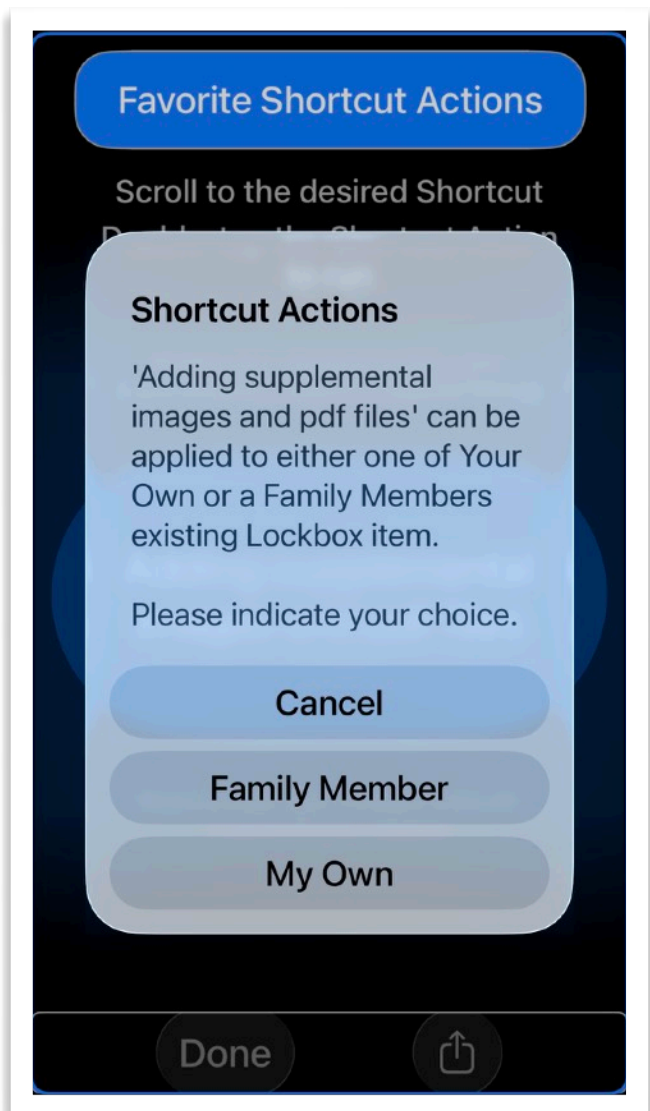 Favorite Shortcut Actions
Scroll to the desired Shortcut
Shortcut Actions
'Adding supplemental
images and pdf files' can be
applied to either one of Your
Own or a Family Members
existing Lockbox item.
Please indicate your choice.
Cancel
Family Member
My Own
Done